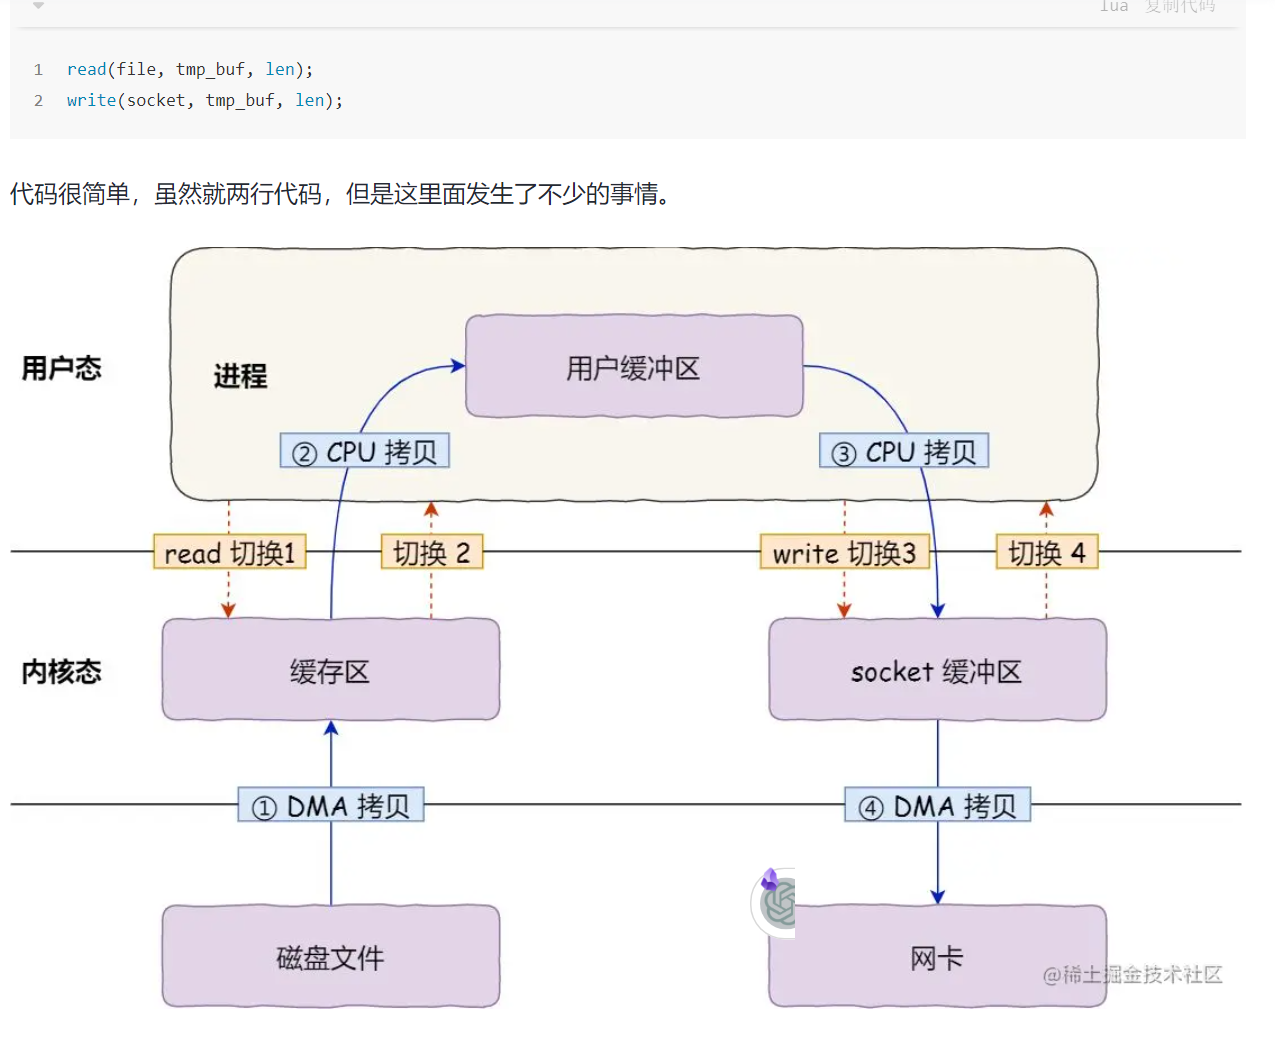 lua 复制代码
1 read(file, tmp_buf, len);
2 write(socket, tmp_buf, len);
代码很简单，虽然就两行代码，但是这里面发生了不少的事情。
用户态
进程
用户缓冲区
② CPU 拷贝
③ CPU 拷贝
read 切换1
切换 2
write 切换3
切换 4
内核态
缓存区
socket 缓冲区
① DMA 拷贝
④ DMA 拷贝
磁盘文件
网卡
@稀土掘金技术社区